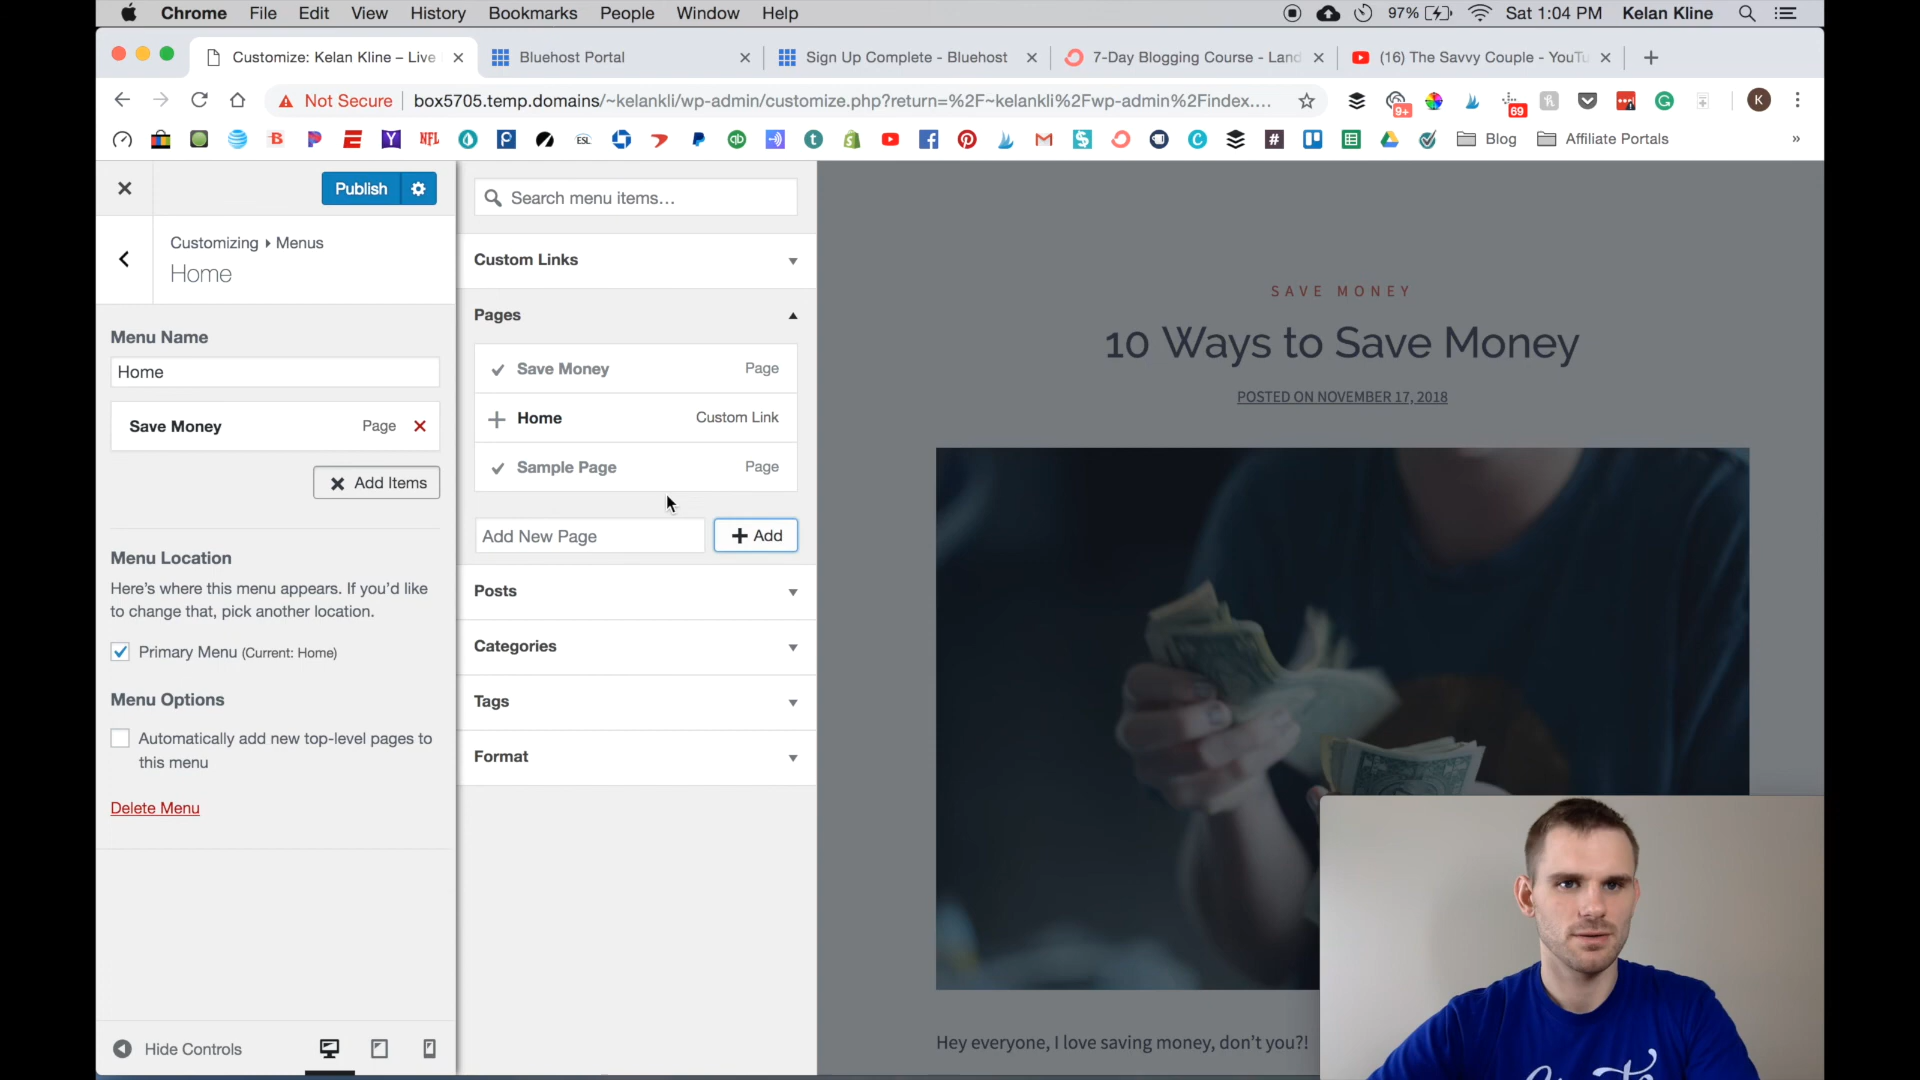 Chrome File Edit View History Bookmarks People Window Help 97% Sat 1:04 PM Kelan Kline
Customize: Kelan Kline – Live Bluehost Portal Sign Up Complete - Bluehost 7-Day Blogging Course - Land (16) The Savvy Couple - YouTu
Not Secure box5705.temp.domains/~kelankli/wp-admin/customize.php?return=%2F~kelankli%2Fwp-admin%2Findex.... 9+ 69 K
NFL ESL Blog Affiliate Portals »
Publish
Search menu items…
Customizing ▸ Menus
Home
Custom Links
Menu Name
Home
Save Money Page
Add Items
Pages
Save Money Page
Home Custom Link
Sample Page Page
Add New Page Add
Menu Location
Here's where this menu appears. If you'd like
to change that, pick another location.
Primary Menu (Current: Home)
Menu Options
Automatically add new top-level pages to
this menu
Delete Menu
Posts
Categories
Tags
Format
Hide Controls
SAVE MONEY
10 Ways to Save Money
POSTED ON NOVEMBER 17, 2018
Hey everyone, I love saving money, don't you?!